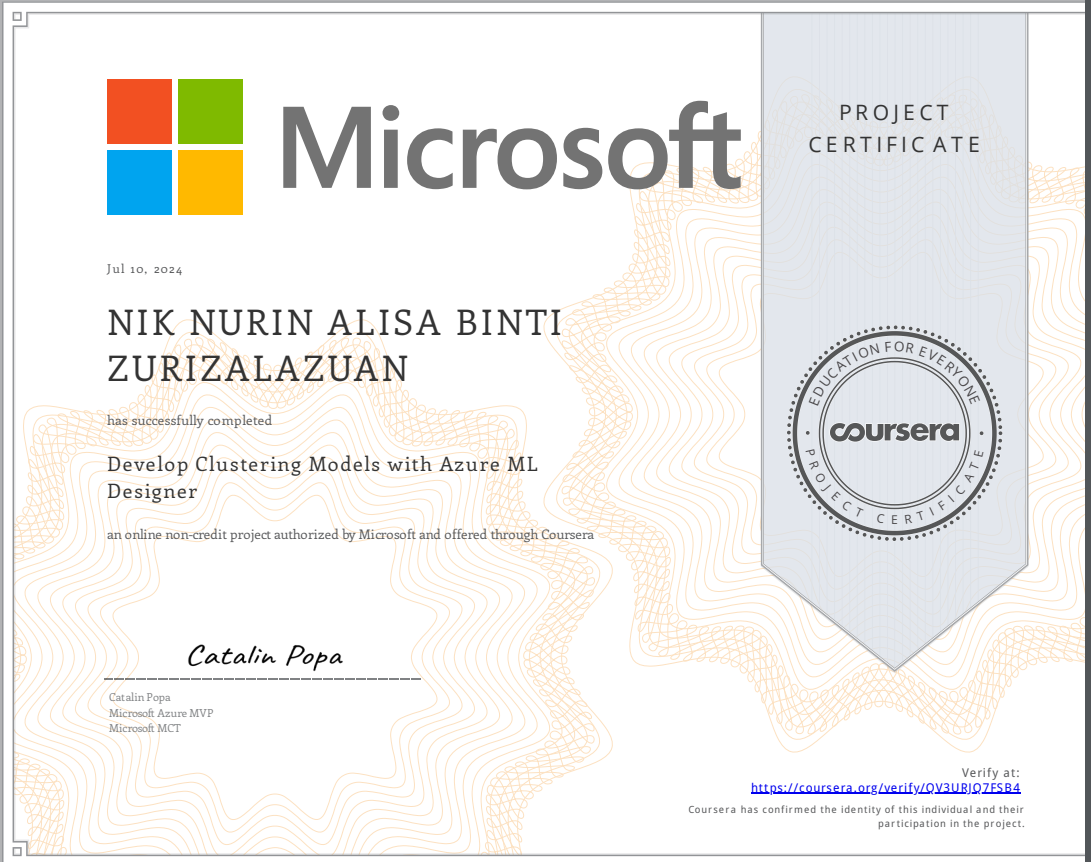 Microsoft
PROJECT
CERTIFICATE
Jul 10, 2024
NIK NURIN ALISA BINTI
ZURIZALAZUAN
has successfully completed
Develop Clustering Models with Azure ML
Designer
an online non-credit project authorized by Microsoft and offered through Coursera
EDUCATION FOR EVERYONE
coursera
PROJECT CERTIFICATE
Catalin Popa
Catalin Popa
Microsoft Azure MVP
Microsoft MCT
Verify at:
https://coursera.org/verify/QV3URJQ7FSB4
Coursera has confirmed the identity of this individual and their
participation in the project.